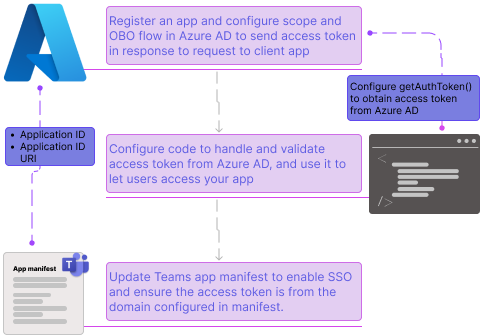 Register an app and configure scope and
OBO flow in Azure AD to send access token
in response to request to client app
Configure getAuthToken()
to obtain access token
from Azure AD
• Application ID
• Application ID
URI
Configure code to handle and validate
access token from Azure AD, and use it to
let users access your app
< 
/>
App manifest
T
Update Teams app manifest to enable SSO
and ensure the access token is from the
domain configured in manifest.